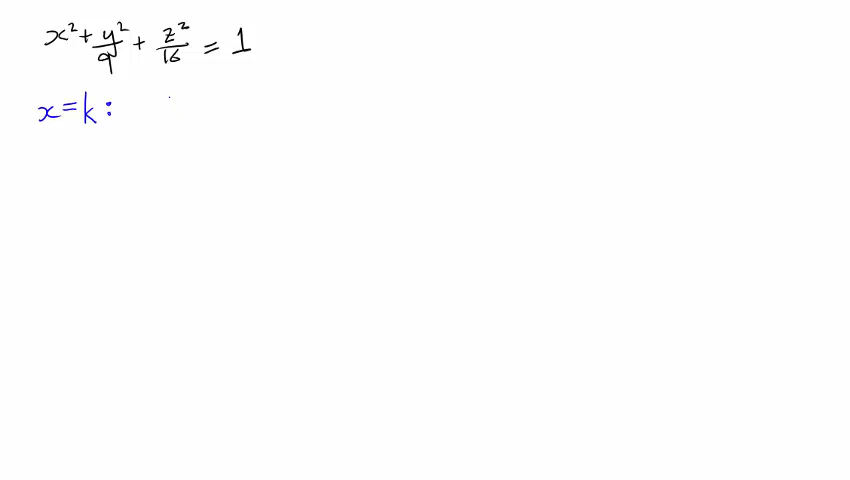 x² + y²/9 + z²/16 = 1
x = k :